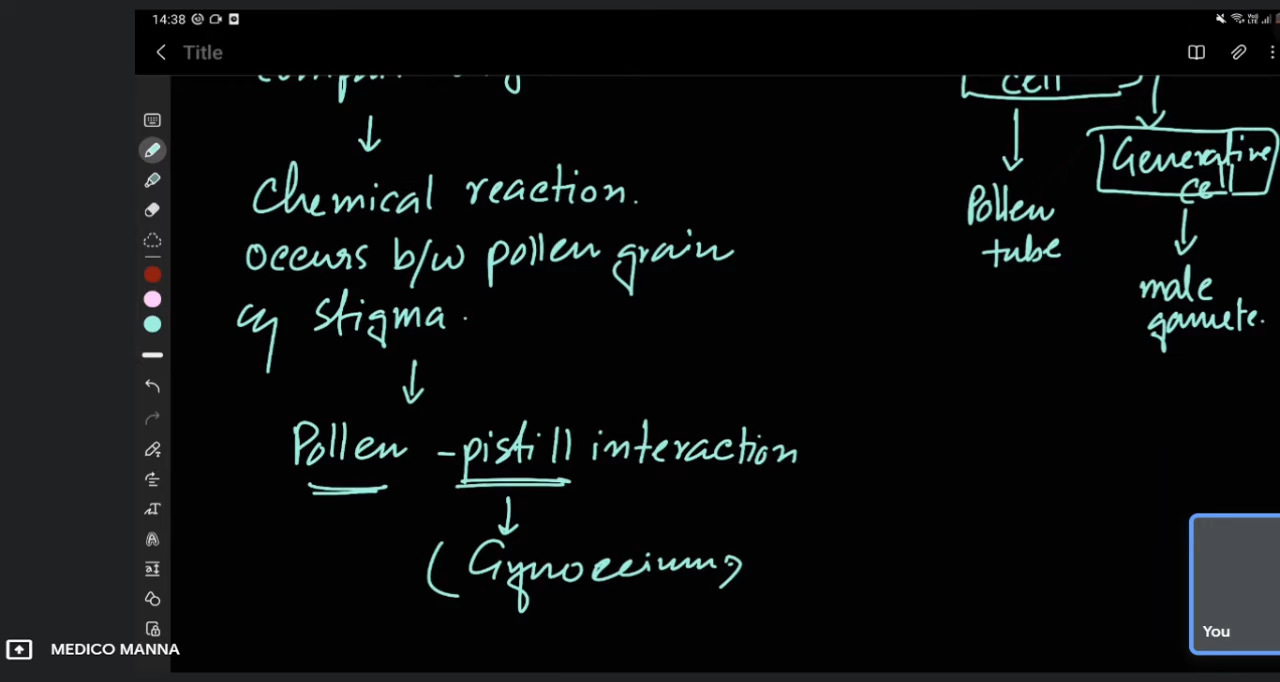 14:38
Title
cell
Generative
cell
Pollen
tube
male
gamete.
Chemical reaction.
occurs b/w pollen grain
stigma.
Pollen - pistill interaction
(Gynoecium)
You
MEDICO MANNA